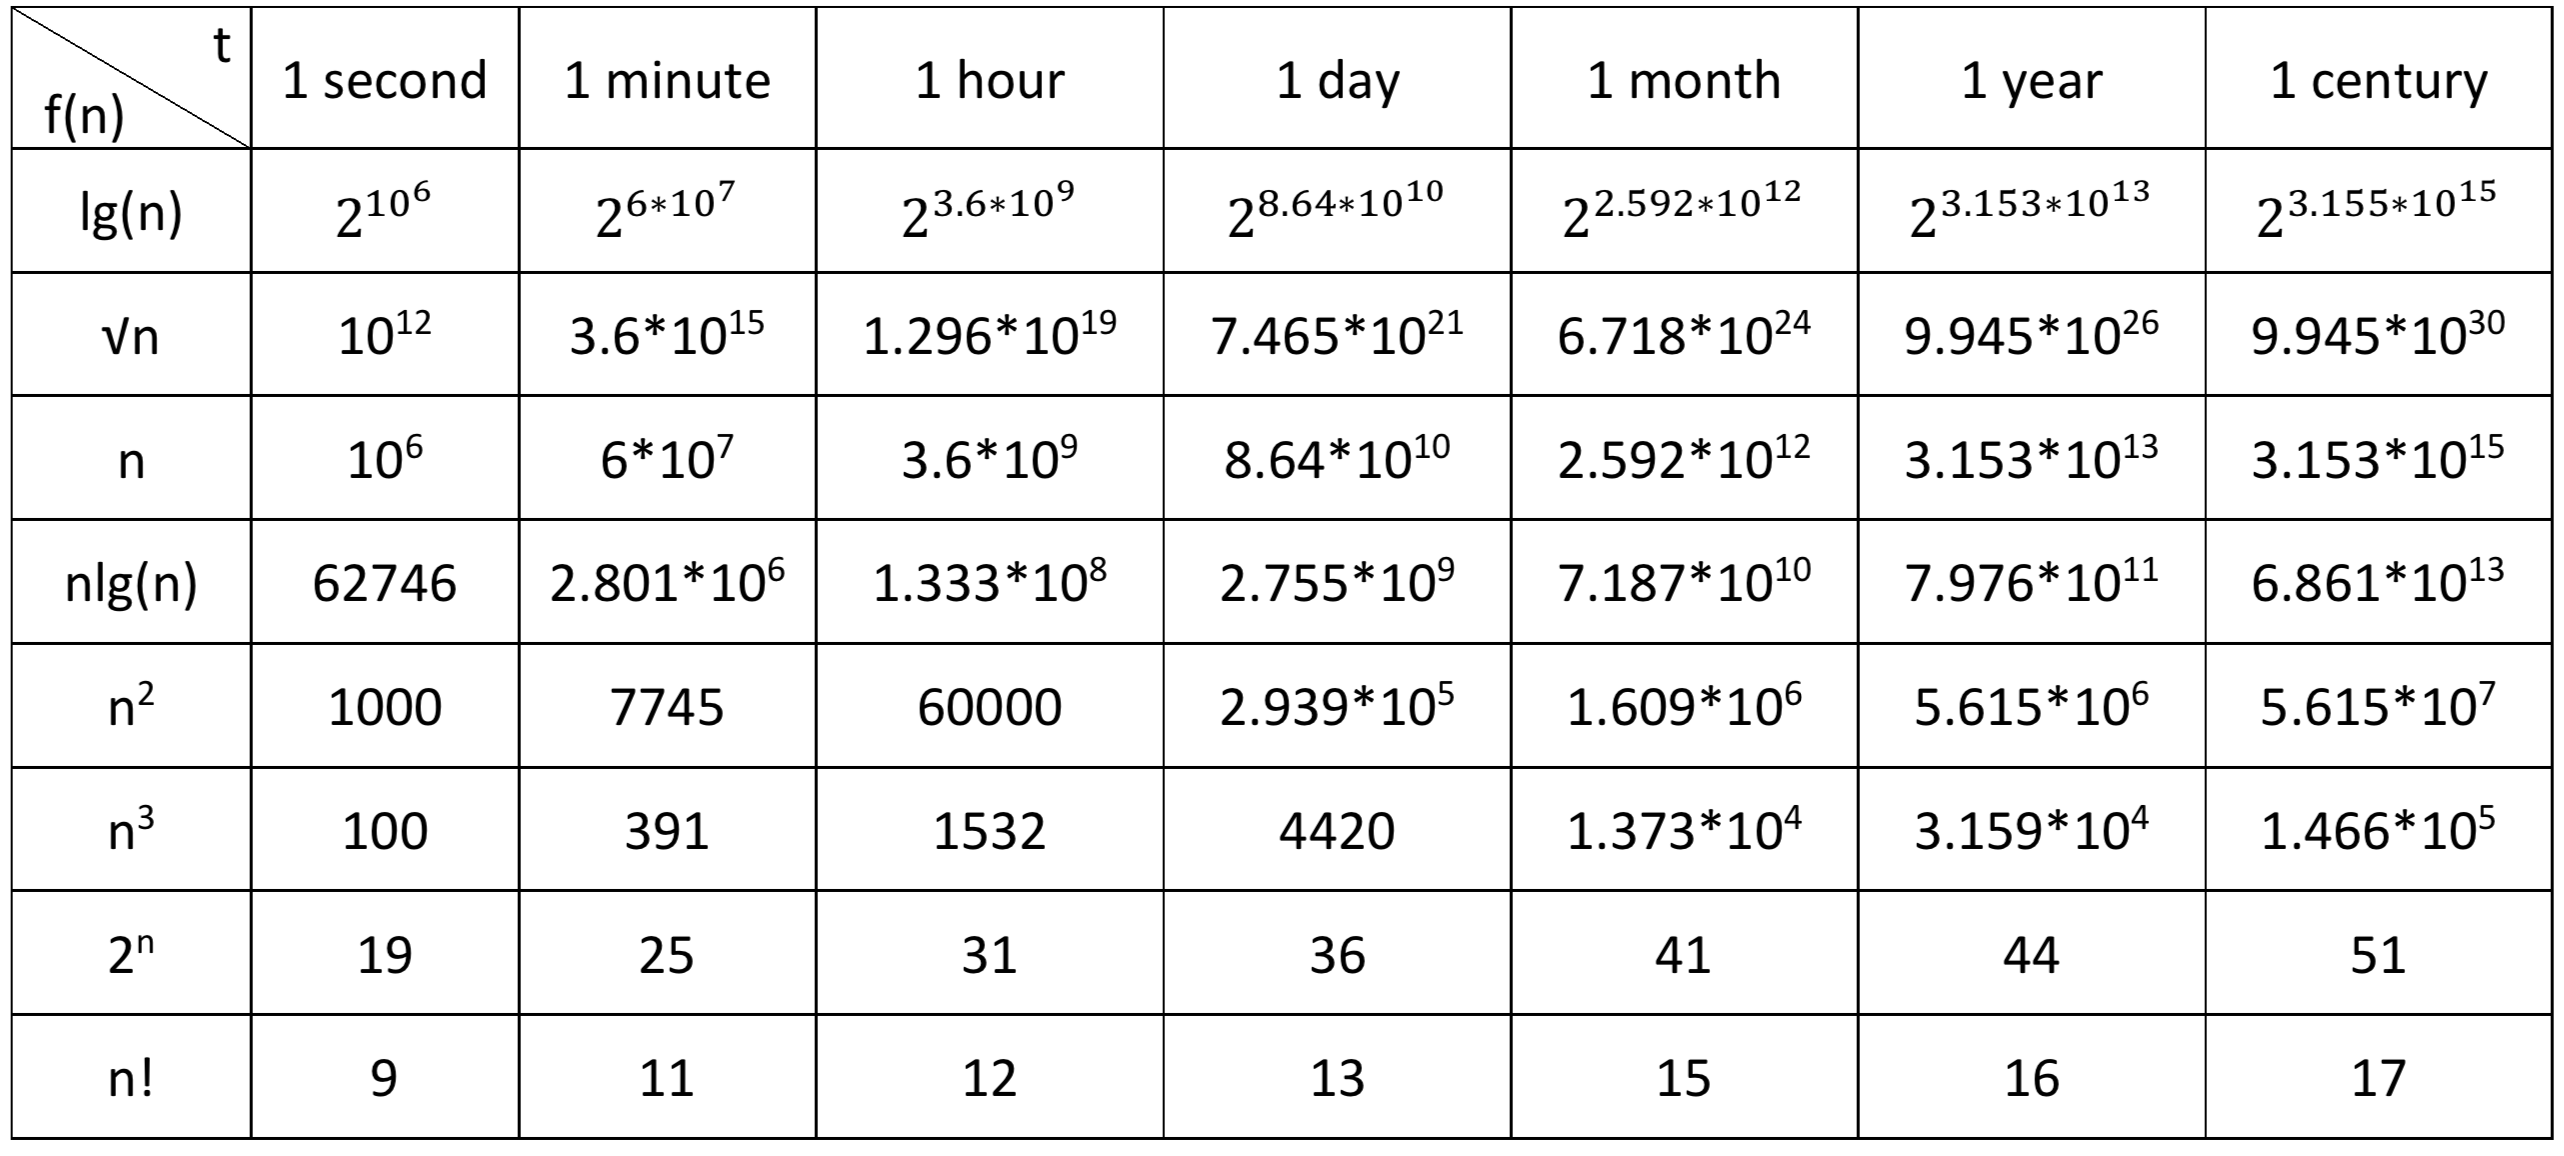 t
f(n) 1 second 1 minute 1 hour 1 day 1 month 1 year 1 century
lg(n) 2^{10^6} 2^{6*10^7} 2^{3.6*10^9} 2^{8.64*10^{10}} 2^{2.592*10^{12}} 2^{3.153*10^{13}} 2^{3.155*10^{15}}
√n 10^{12} 3.6*10^{15} 1.296*10^{19} 7.465*10^{21} 6.718*10^{24} 9.945*10^{26} 9.945*10^{30}
n 10^6 6*10^7 3.6*10^9 8.64*10^{10} 2.592*10^{12} 3.153*10^{13} 3.153*10^{15}
nlg(n) 62746 2.801*10^6 1.333*10^8 2.755*10^9 7.187*10^{10} 7.976*10^{11} 6.861*10^{13}
n^2 1000 7745 60000 2.939*10^5 1.609*10^6 5.615*10^6 5.615*10^7
n^3 100 391 1532 4420 1.373*10^4 3.159*10^4 1.466*10^5
2^n 19 25 31 36 41 44 51
n! 9 11 12 13 15 16 17